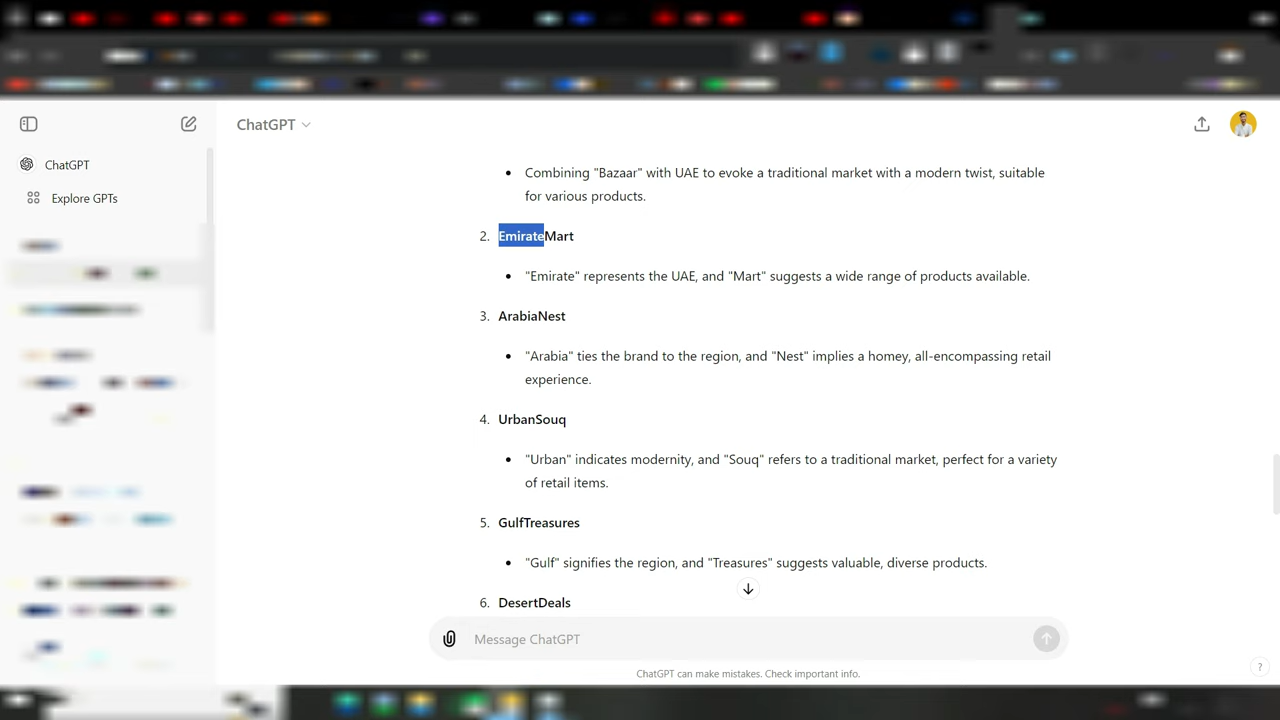 ChatGPT
ChatGPT
Explore GPTs
Combining "Bazaar" with UAE to evoke a traditional market with a modern twist, suitable
for various products.
2. EmirateMart
"Emirate" represents the UAE, and "Mart" suggests a wide range of products available.
3. ArabiaNest
"Arabia" ties the brand to the region, and "Nest" implies a homey, all-encompassing retail
experience.
4. UrbanSouq
"Urban" indicates modernity, and "Souq" refers to a traditional market, perfect for a variety
of retail items.
5. GulfTreasures
"Gulf" signifies the region, and "Treasures" suggests valuable, diverse products.
6. DesertDeals
Message ChatGPT
ChatGPT can make mistakes. Check important info.
?